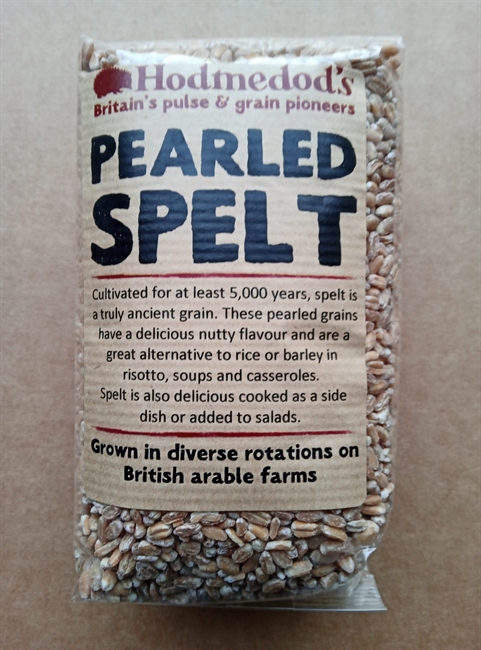 Hodmedod's
Britain's pulse & grain pioneers
PEARLED
SPELT
Cultivated for at least 5,000 years, spelt is
a truly ancient grain. These pearled grains
have a delicious nutty flavour and are a
great alternative to rice or barley in
risotto, soups and casseroles.
Spelt is also delicious cooked as a side
dish or added to salads.
Grown in diverse rotations on
British arable farms